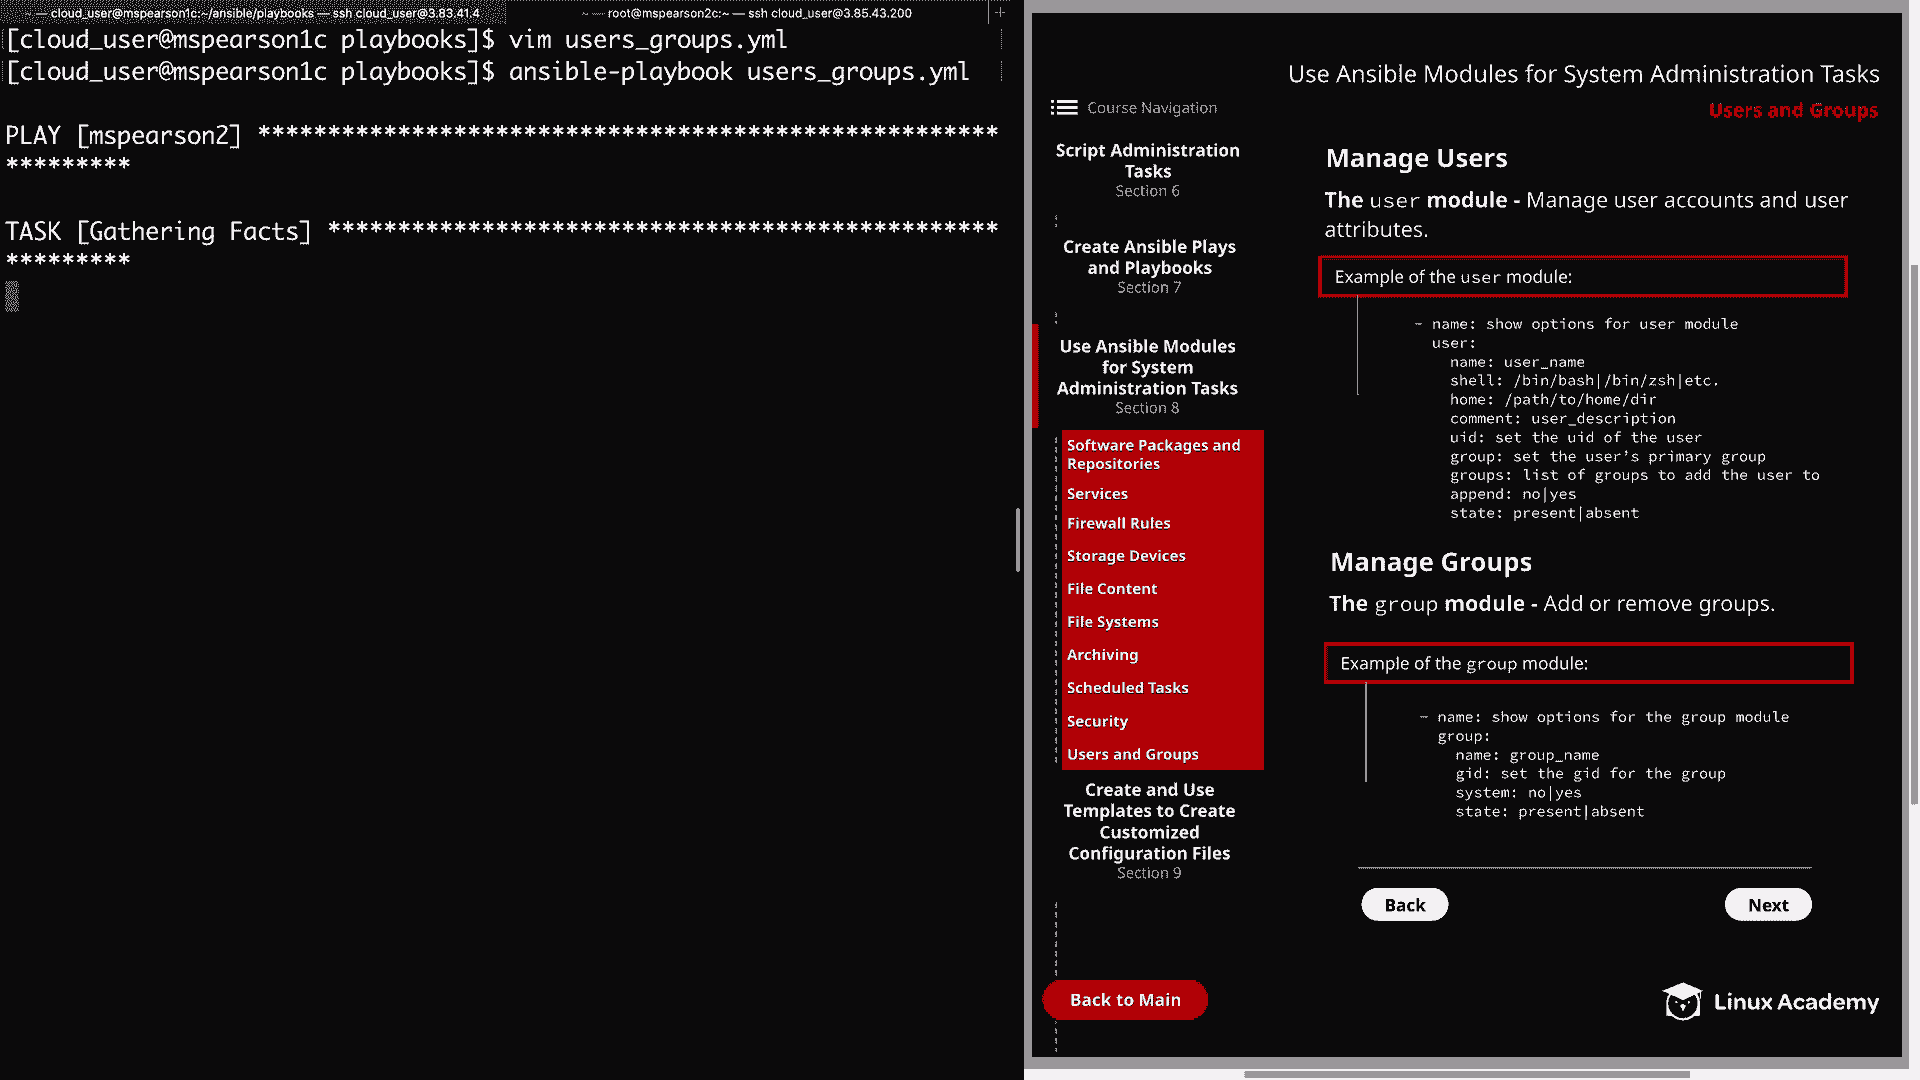 cloud_user@mspearson1c:~/ansible/playbooks — ssh cloud_user@3.83.41.4
~ — root@mspearson2c:~ — ssh cloud_user@3.85.43.200
+
[cloud_user@mspearson1c playbooks]$ vim users_groups.yml
[cloud_user@mspearson1c playbooks]$ ansible-playbook users_groups.yml
PLAY [mspearson2] *****************************************************
*********
TASK [Gathering Facts] ************************************************
*********
Use Ansible Modules for System Administration Tasks
Users and Groups
Course Navigation
Script Administration
Tasks
Section 6
Create Ansible Plays
and Playbooks
Section 7
Use Ansible Modules
for System
Administration Tasks
Section 8
Software Packages and
Repositories
Services
Firewall Rules
Storage Devices
File Content
File Systems
Archiving
Scheduled Tasks
Security
Users and Groups
Create and Use
Templates to Create
Customized
Configuration Files
Section 9
Back to Main
Manage Users
The user module - Manage user accounts and user
attributes.
Example of the user module:
- name: show options for user module
user:
name: user_name
shell: /bin/bash|/bin/zsh|etc.
home: /path/to/home/dir
comment: user_description
uid: set the uid of the user
group: set the user's primary group
groups: list of groups to add the user to
append: no|yes
state: present|absent
Manage Groups
The group module - Add or remove groups.
Example of the group module:
- name: show options for the group module
group:
name: group_name
gid: set the gid for the group
system: no|yes
state: present|absent
Back
Next
Linux Academy